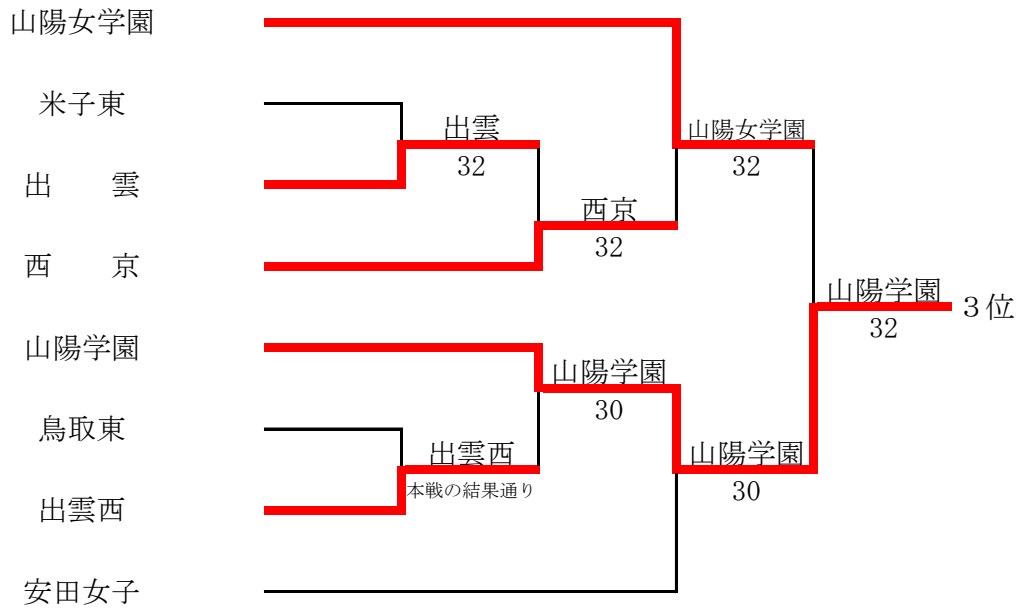 山陽女学園
米子東
出雲
32
出　　雲
西　　京
西京
32
山陽女学園
32
山陽学園
32
３位
山陽学園
山陽学園
30
鳥取東
出雲西
本戦の結果通り
出雲西
山陽学園
30
安田女子